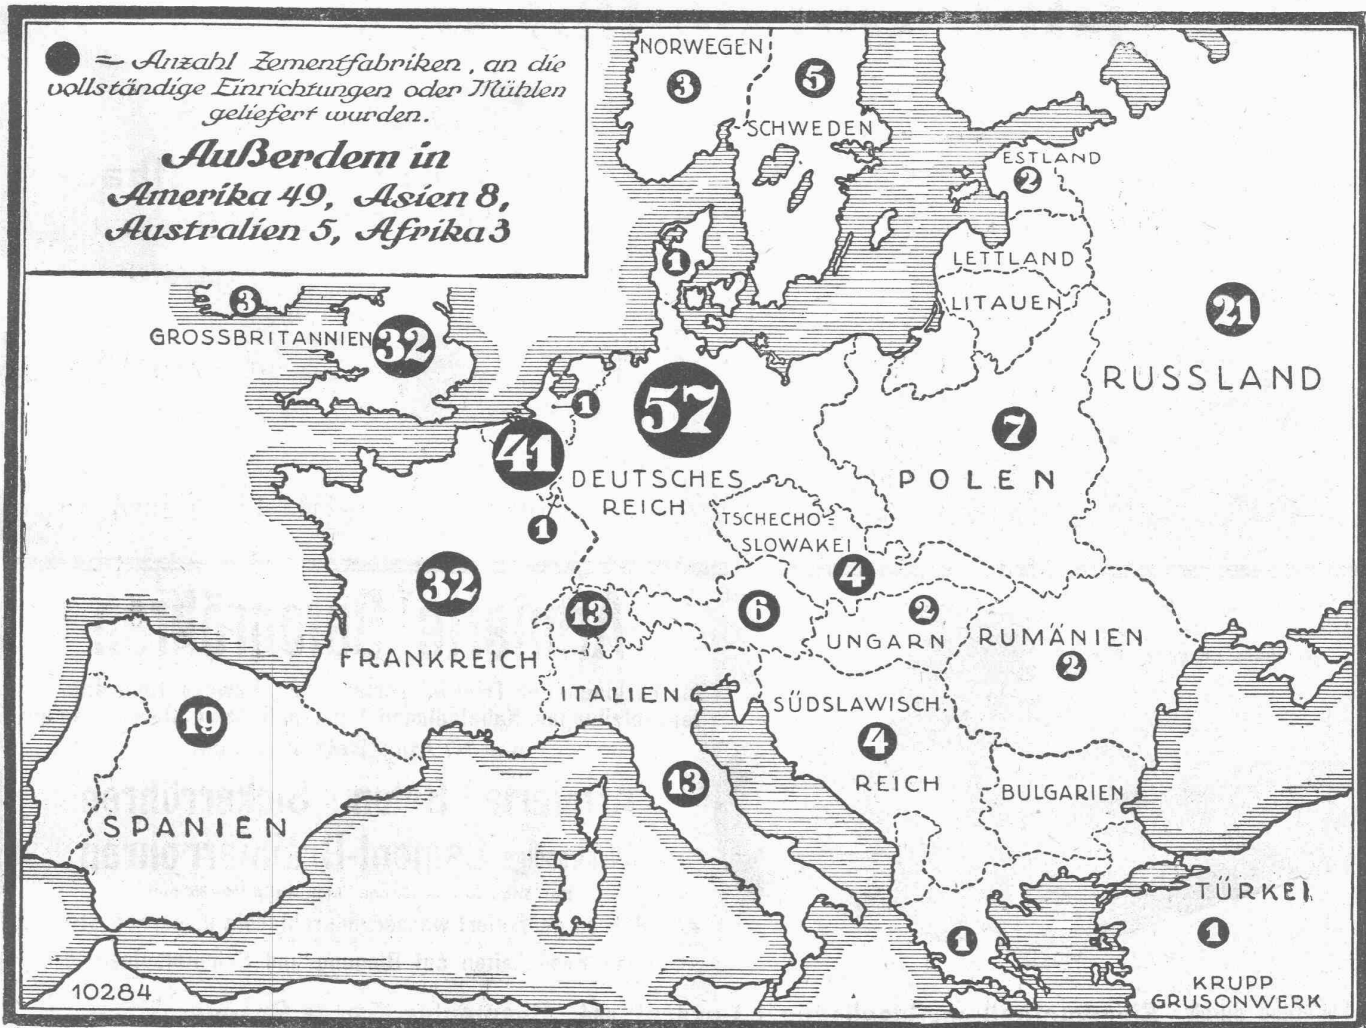 = Anzahl Zementfabriken, an die
vollständige Einrichtungen oder Mühlen
geliefert wurden.
Außerdem in
Amerika 49, Asien 8,
Australien 5, Afrika 3
NORWEGEN
3
5
SCHWEDEN
ESTLAND
2
1
LETTLAND
LITAUEN
3
GROSSBRITANNIEN
32
21
RUSSLAND
1
57
41
7
DEUTSCHES
REICH
POLEN
TSCHECHO=
SLOWAKEI
1
32
4
13
6
2
UNGARN
RUMÄNIEN
2
FRANKREICH
ITALIEN
SÜDSLAWISCH.
4
REICH
19
13
BULGARIEN
SPANIEN
TÜRKEI
1
1
10284
KRUPP
GRUSONWERK